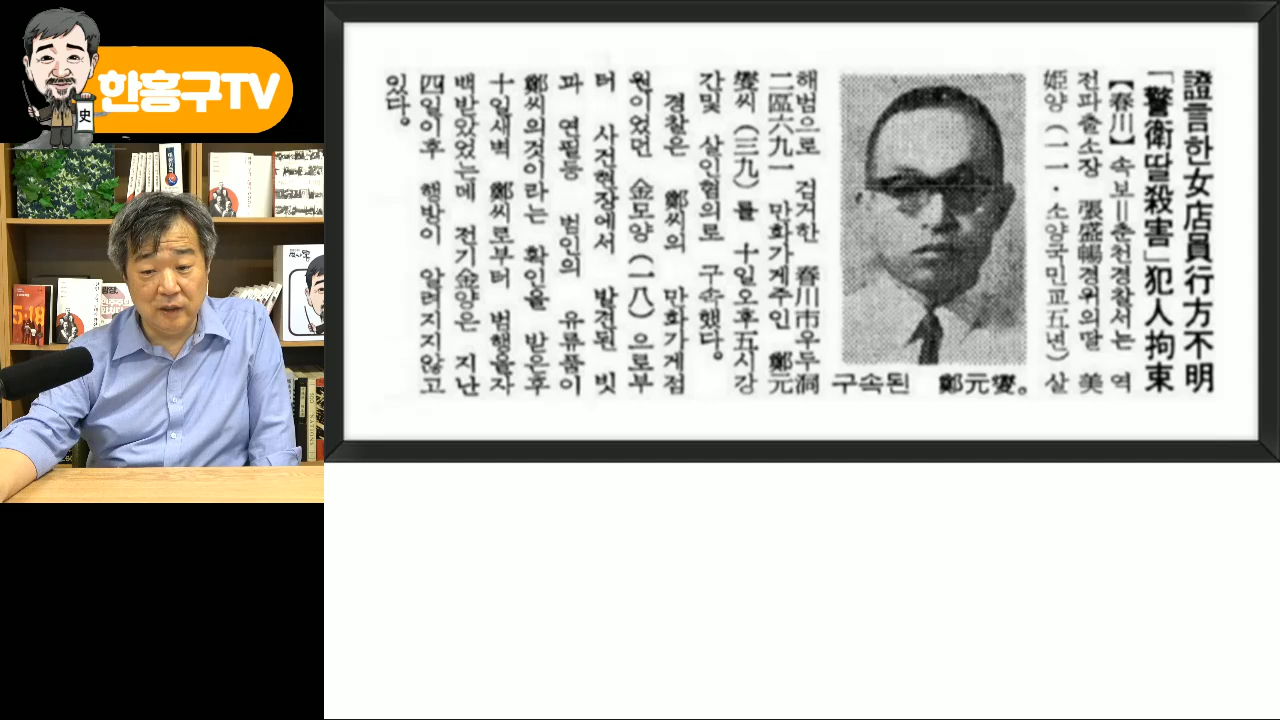 한홍구TV
史
5·18
證言한女店員行方不明
「警衛딸殺害」犯人拘束
【春川】 속보=춘천경찰서는 역
전파출소장 張盛暢경위의딸 美
姬양 (一一·소양국민교五년) 살
구속된 鄭元燮。
해범으로 검거한 春川市우두洞
二區六九一 만화가게주인 鄭元
燮씨 (三九) 를 十일오후五시강
간및 살인혐의로 구속했다。
경찰은 鄭씨의 만화가게점
원이었던 金모양 (一八) 으로부
터 사건현장에서 발견된 빗
파 연필등 범인의 유류품이
鄭씨의것이라는 확인을 받은후
十일새벽 鄭씨로부터 범행을자
백받았었는데 전기金양은 지난
四일이후 행방이 알려지지않고
있다。